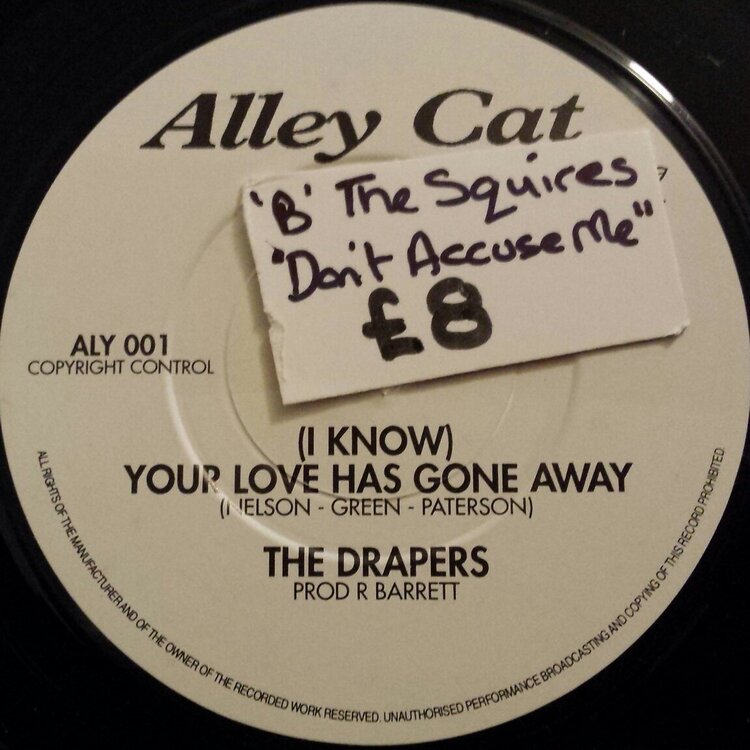 Alley Cat
'B' The Squires
"Don't Accuse Me"
£8
ALY 001
COPYRIGHT CONTROL
(I KNOW)
YOUR LOVE HAS GONE AWAY
(NELSON - GREEN - PATERSON)
THE DRAPERS
PROD R BARRETT
ALL RIGHTS OF THE MANUFACTURER AND OF THE OWNER OF THE RECORDED WORK RESERVED. UNAUTHORISED PERFORMANCE BROADCASTING AND COPYING OF THIS RECORD PROHIBITED